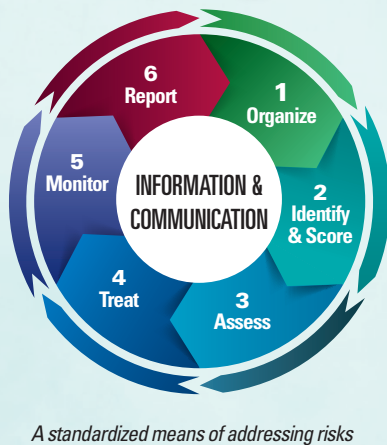 1
Organize
2
Identify
& Score
3
Assess
4
Treat
5
Monitor
6
Report
INFORMATION &
COMMUNICATION
A standardized means of addressing risks